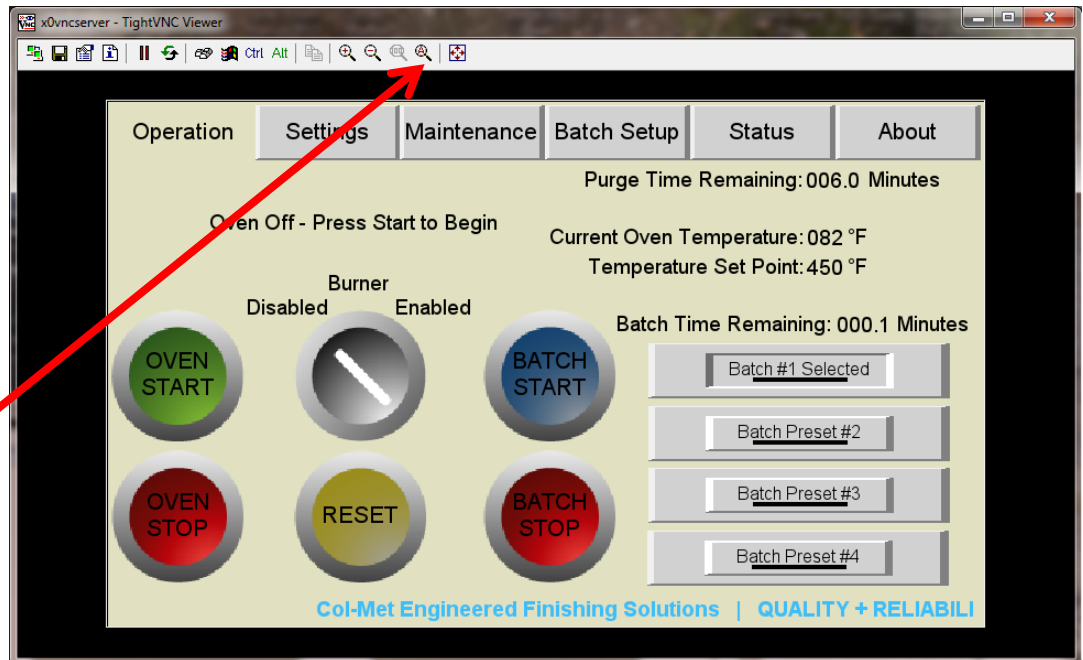 x0vncserver - TightVNC Viewer
Ctrl Alt
Operation Settings Maintenance Batch Setup Status About
Purge Time Remaining: 006.0 Minutes
Oven Off - Press Start to Begin
Current Oven Temperature: 082 °F
Temperature Set Point: 450 °F
Burner
Disabled Enabled
Batch Time Remaining: 000.1 Minutes
OVEN START
BATCH START
Batch #1 Selected
Batch Preset #2
OVEN STOP
RESET
BATCH STOP
Batch Preset #3
Batch Preset #4
Col-Met Engineered Finishing Solutions | QUALITY + RELIABILI